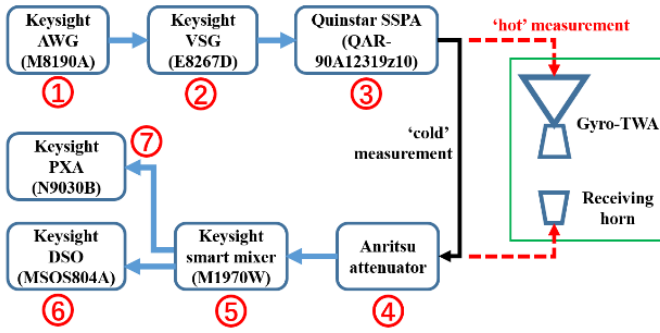 Keysight
AWG
(M8190A)
①
Keysight
VSG
(E8267D)
②
Quinstar SSPA
(QAR-
90A12319z10)
③
‘hot’ measurement
Gyro-TWA
‘cold’
measurement
Receiving
horn
⑦
Keysight
PXA
(N9030B)
Keysight
DSO
(MSOS804A)
⑥
Keysight
smart mixer
(M1970W)
⑤
Anritsu
attenuator
④